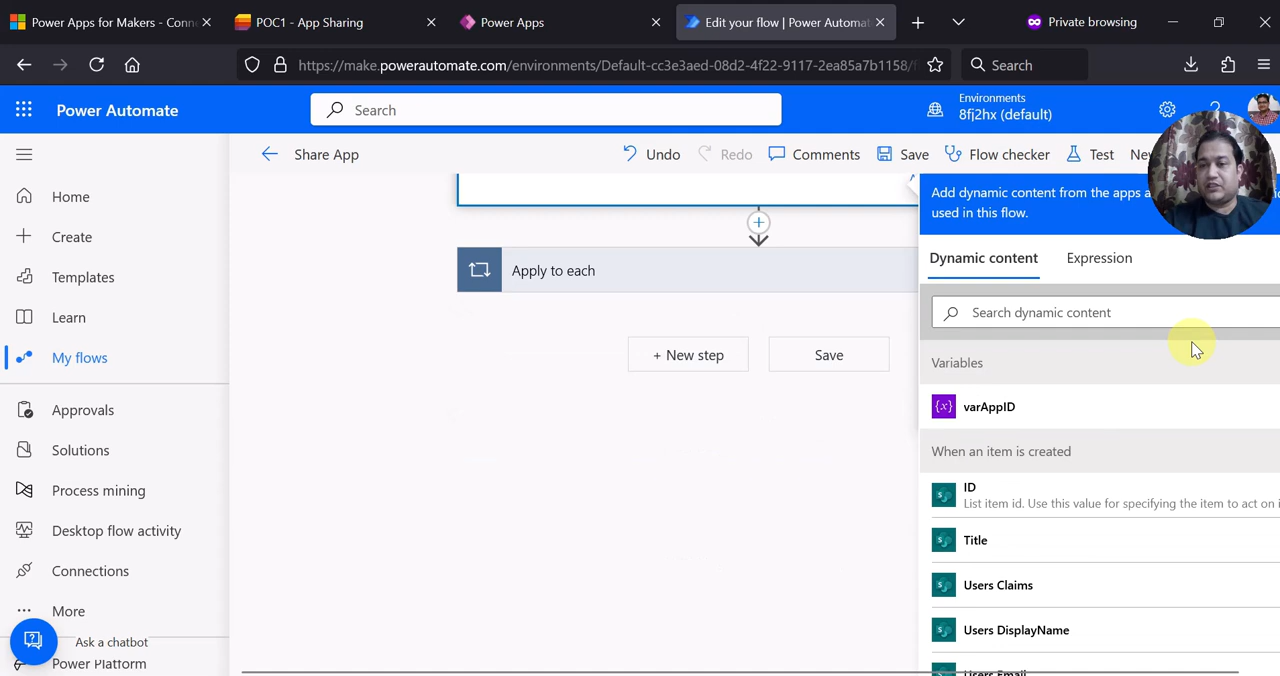 Power Apps for Makers - Conne
POC1 - App Sharing
Power Apps
Edit your flow | Power Automat
Private browsing
https://make.powerautomate.com/environments/Default-cc3e3aed-08d2-4f22-9117-2ea85a7b1158/f
Search
Power Automate
Search
Environments
8fj2hx (default)
Share App
Undo
Redo
Comments
Save
Flow checker
Test
Home
Create
Templates
Learn
My flows
Approvals
Solutions
Process mining
Desktop flow activity
Connections
More
Ask a chatbot
Power Platform
Apply to each
+ New step
Save
Add dynamic content from the apps a
used in this flow.
Dynamic content
Expression
Search dynamic content
Variables
{x}
varAppID
When an item is created
ID
List item id. Use this value for specifying the item to act on i
Title
Users Claims
Users DisplayName
Users Email